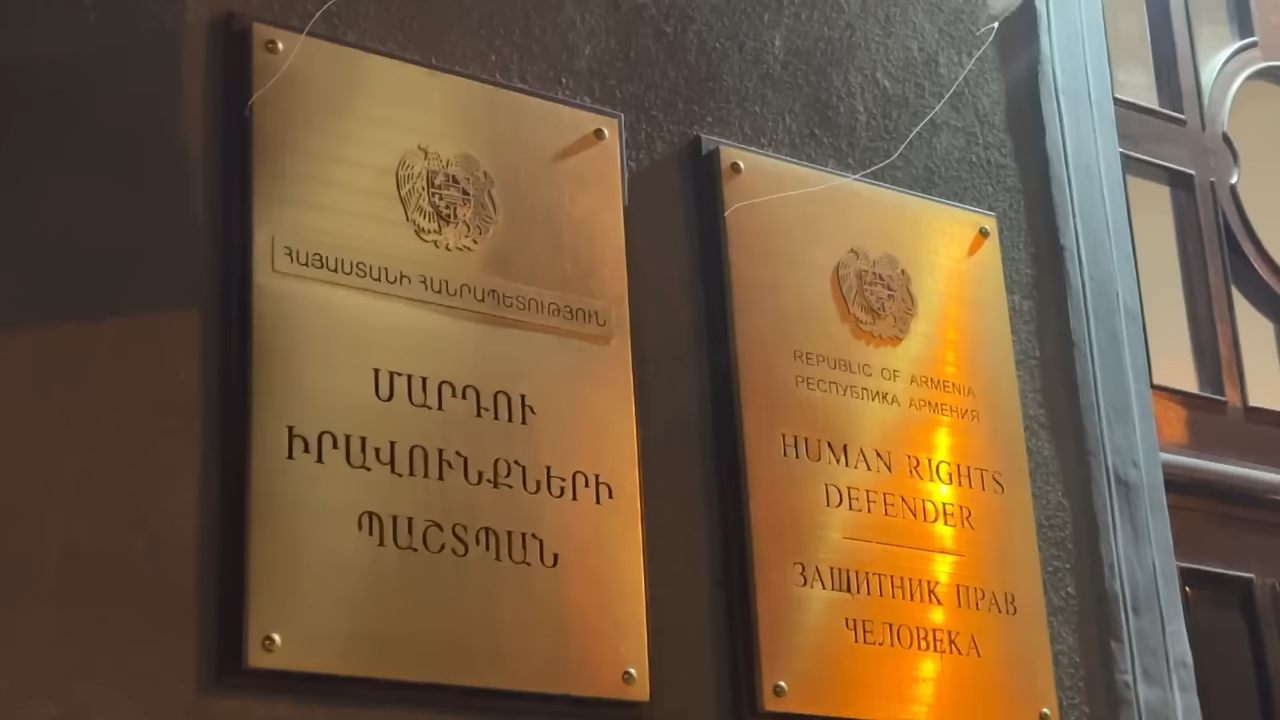 ՀԱՅԱՍՏԱՆԻ ՀԱՆՐԱՊԵՏՈՒԹՅՈՒՆ
ՄԱՐԴՈՒ
ԻՐԱՎՈՒՆՔՆԵՐԻ
ՊԱՇՏՊԱՆ
REPUBLIC OF ARMENIA
РЕСПУБЛИКА АРМЕНИЯ
HUMAN RIGHTS
DEFENDER
ЗАЩИТНИК ПРАВ
ЧЕЛОВЕКА